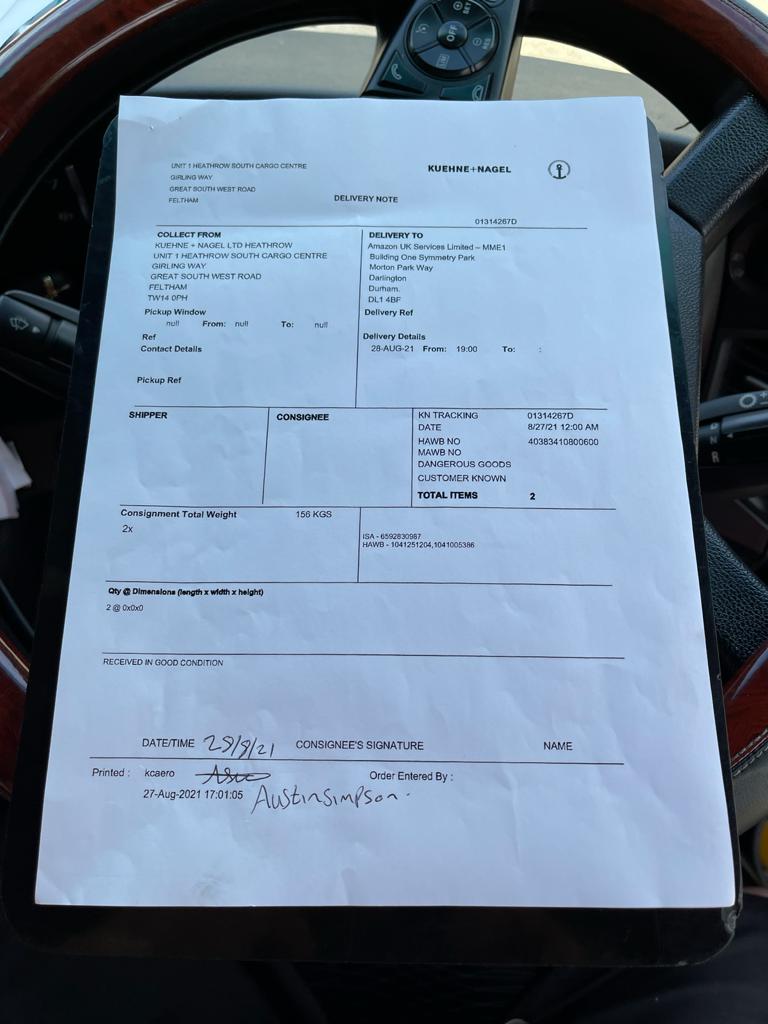 SET
OFF
RES
LIM
UNIT 1 HEATHROW SOUTH CARGO CENTRE
GIRLING WAY
GREAT SOUTH WEST ROAD
FELTHAM
KUEHNE+NAGEL
DELIVERY NOTE
01314267D
COLLECT FROM
KUEHNE + NAGEL LTD HEATHROW
UNIT 1 HEATHROW SOUTH CARGO CENTRE
GIRLING WAY
GREAT SOUTH WEST ROAD
FELTHAM
TW14 0PH
Pickup Window
null From: null To: null
Ref
Contact Details
Pickup Ref
DELIVERY TO
Amazon UK Services Limited – MME1
Building One Symmetry Park
Morton Park Way
Darlington
Durham.
DL1 4BF
Delivery Ref
Delivery Details
28-AUG-21 From: 19:00 To: :
SHIPPER
CONSIGNEE
KN TRACKING 01314267D
DATE 8/27/21 12:00 AM
HAWB NO 40383410800600
MAWB NO
DANGEROUS GOODS
CUSTOMER KNOWN
TOTAL ITEMS 2
Consignment Total Weight 156 KGS
2x
ISA - 6592830987
HAWB - 1041251204,1041005386
Qty @ Dimensions (length x width x height)
2 @ 0x0x0
RECEIVED IN GOOD CONDITION
DATE/TIME 28/8/21 CONSIGNEE'S SIGNATURE NAME
Printed : kcaero Order Entered By :
27-Aug-2021 17:01:05 Austin simpson.
N
R